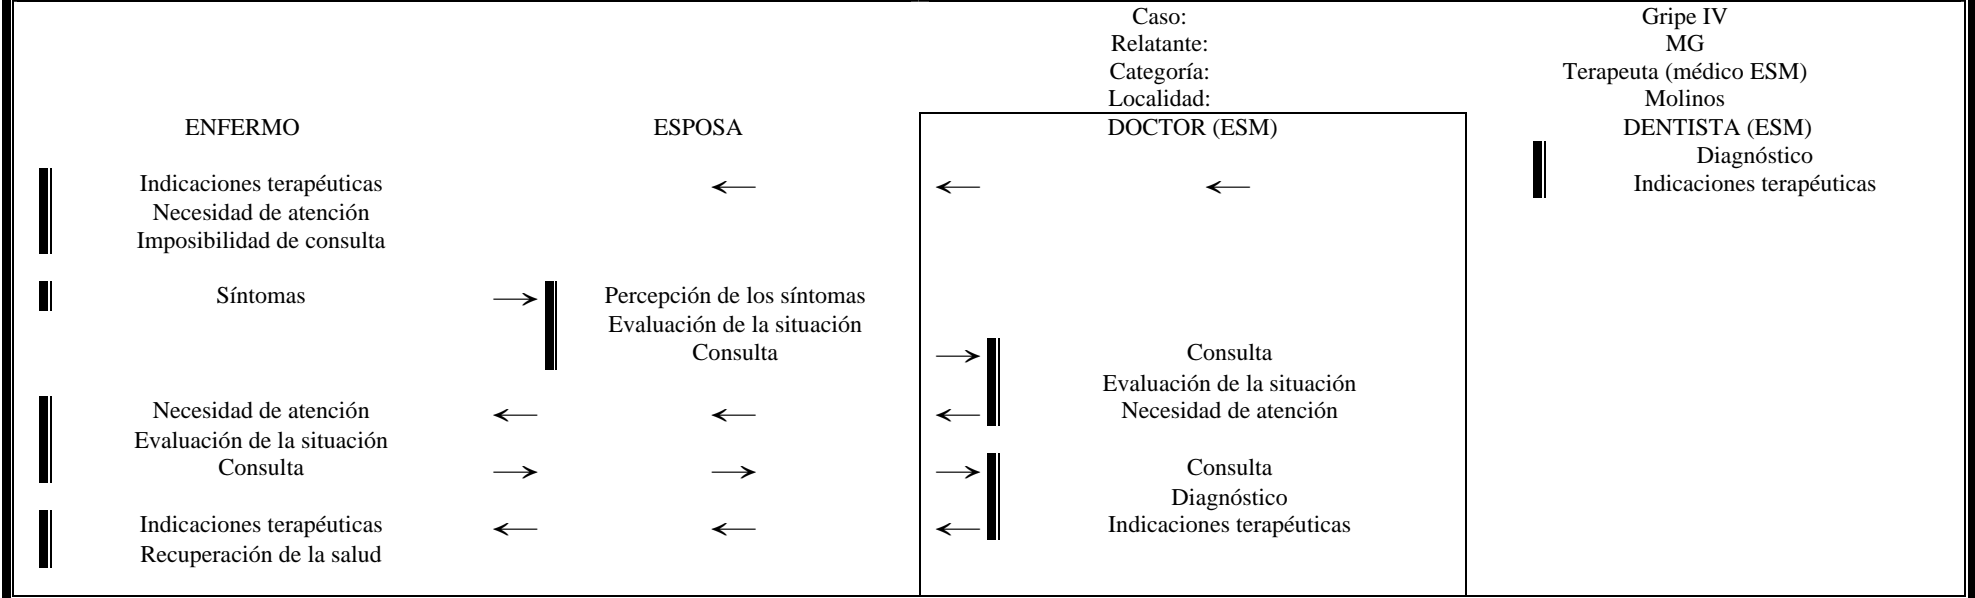 Caso: Gripe IV
Relatante: MG
Categoría: Terapeuta (médico ESM)
Localidad: Molinos
ENFERMO ESPOSA DOCTOR (ESM) DENTISTA (ESM)
Diagnóstico
Indicaciones terapéuticas ← ← ← Indicaciones terapéuticas
Necesidad de atención
Imposibilidad de consulta
Síntomas → Percepción de los síntomas
Evaluación de la situación
Consulta → Consulta
Evaluación de la situación
Necesidad de atención ← ← ← Necesidad de atención
Evaluación de la situación
Consulta → → → Consulta
Diagnóstico
Indicaciones terapéuticas ← ← ← Indicaciones terapéuticas
Recuperación de la salud